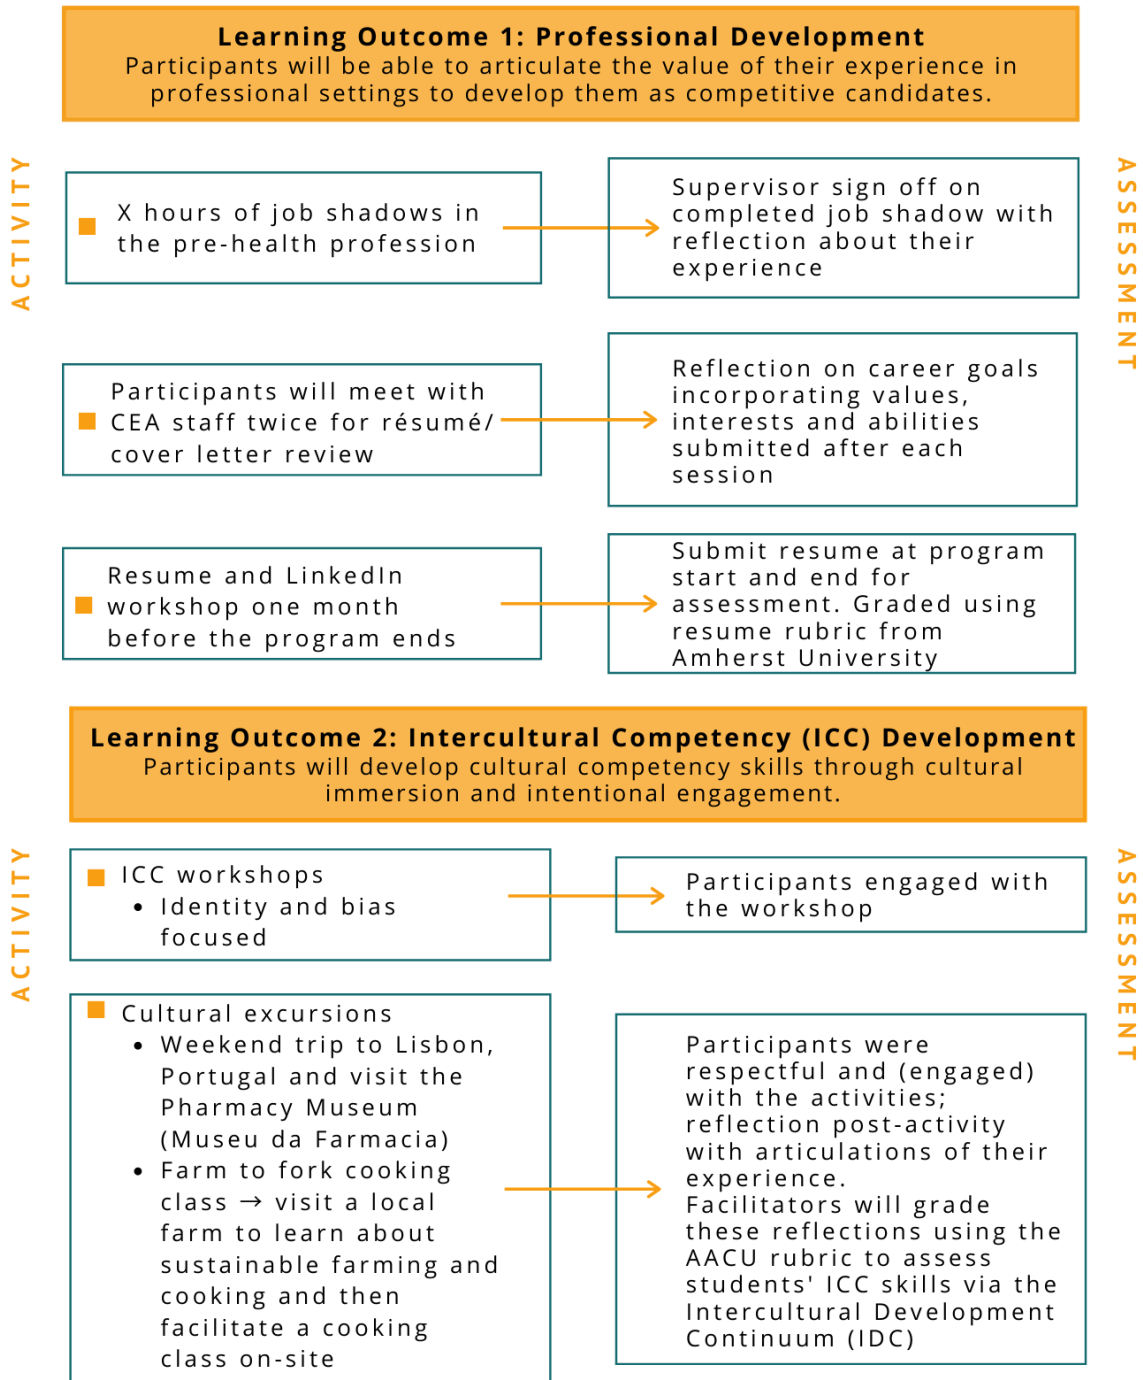 Learning Outcome 1: Professional Development
Participants will be able to articulate the value of their experience in
professional settings to develop them as competitive candidates.
ACTIVITY
ASSESSMENT
X hours of job shadows in
the pre-health profession
Supervisor sign off on
completed job shadow with
reflection about their
experience
Participants will meet with
CEA staff twice for résumé/
cover letter review
Reflection on career goals
incorporating values,
interests and abilities
submitted after each
session
Resume and LinkedIn
workshop one month
before the program ends
Submit resume at program
start and end for
assessment. Graded using
resume rubric from
Amherst University
Learning Outcome 2: Intercultural Competency (ICC) Development
Participants will develop cultural competency skills through cultural
immersion and intentional engagement.
ACTIVITY
ASSESSMENT
ICC workshops
• Identity and bias
focused
Participants engaged with
the workshop
Cultural excursions
• Weekend trip to Lisbon,
Portugal and visit the
Pharmacy Museum
(Museu da Farmacia)
• Farm to fork cooking
class → visit a local
farm to learn about
sustainable farming and
cooking and then
facilitate a cooking
class on-site
Participants were
respectful and (engaged)
with the activities;
reflection post-activity
with articulations of their
experience.
Facilitators will grade
these reflections using the
AACU rubric to assess
students' ICC skills via the
Intercultural Development
Continuum (IDC)